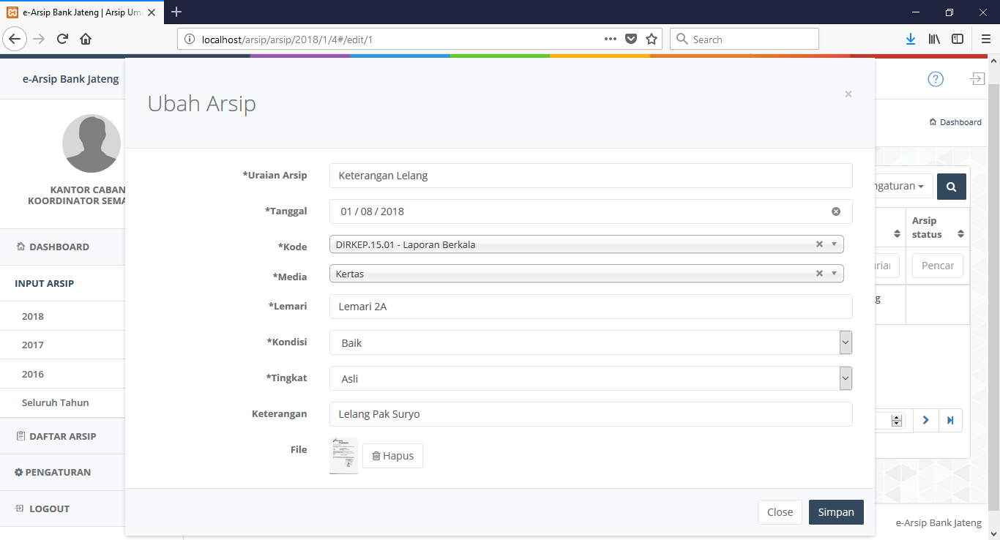 e-Arsip Bank Jateng | Arsip Um
localhost/arsip/arsip/2018/1/4#/edit/1
Search
e-Arsip Bank Jateng
Ubah Arsip
×
?
Dashboard
KANTOR CABAN
KOORDINATOR SEMA
DASHBOARD
INPUT ARSIP
2018
2017
2016
Seluruh Tahun
DAFTAR ARSIP
PENGATURAN
LOGOUT
*Uraian Arsip Keterangan Lelang
*Tanggal 01 / 08 / 2018
*Kode DIRKEP.15.01 - Laporan Berkala
*Media Kertas
*Lemari Lemari 2A
*Kondisi Baik
*Tingkat Asli
Keterangan Lelang Pak Suryo
File Hapus
Close Simpan
ngaturan
Arsip
status
rian
Pencar
g
e-Arsip Bank Jateng